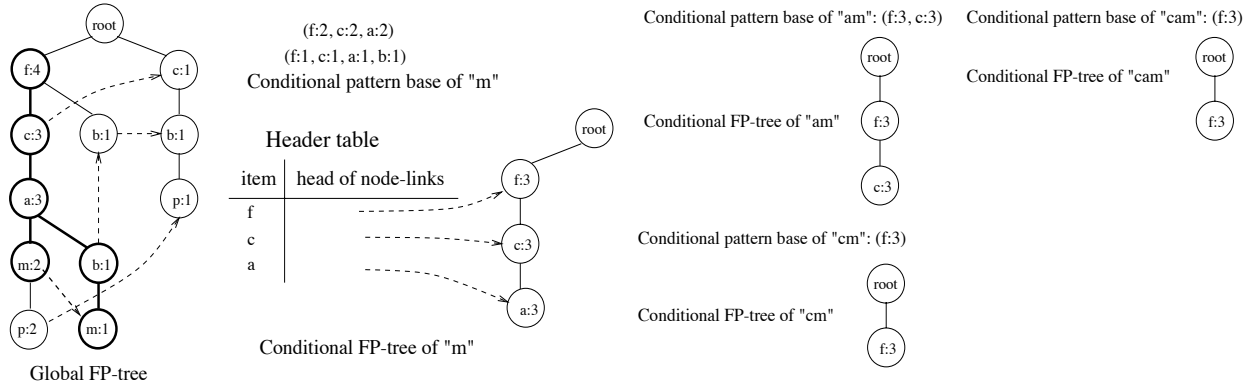 root
f:4
c:1
c:3
b:1
b:1
a:3
p:1
m:2
b:1
p:2
m:1
Global FP-tree
(f:2, c:2, a:2)
(f:1, c:1, a:1, b:1)
Conditional pattern base of "m"
Header table
item head of node-links
f
c
a
root
f:3
c:3
a:3
Conditional FP-tree of "m"
Conditional pattern base of "am": (f:3, c:3)
root
Conditional FP-tree of "am"
f:3
c:3
Conditional pattern base of "cm": (f:3)
root
Conditional FP-tree of "cm"
f:3
Conditional pattern base of "cam": (f:3)
root
Conditional FP-tree of "cam"
f:3